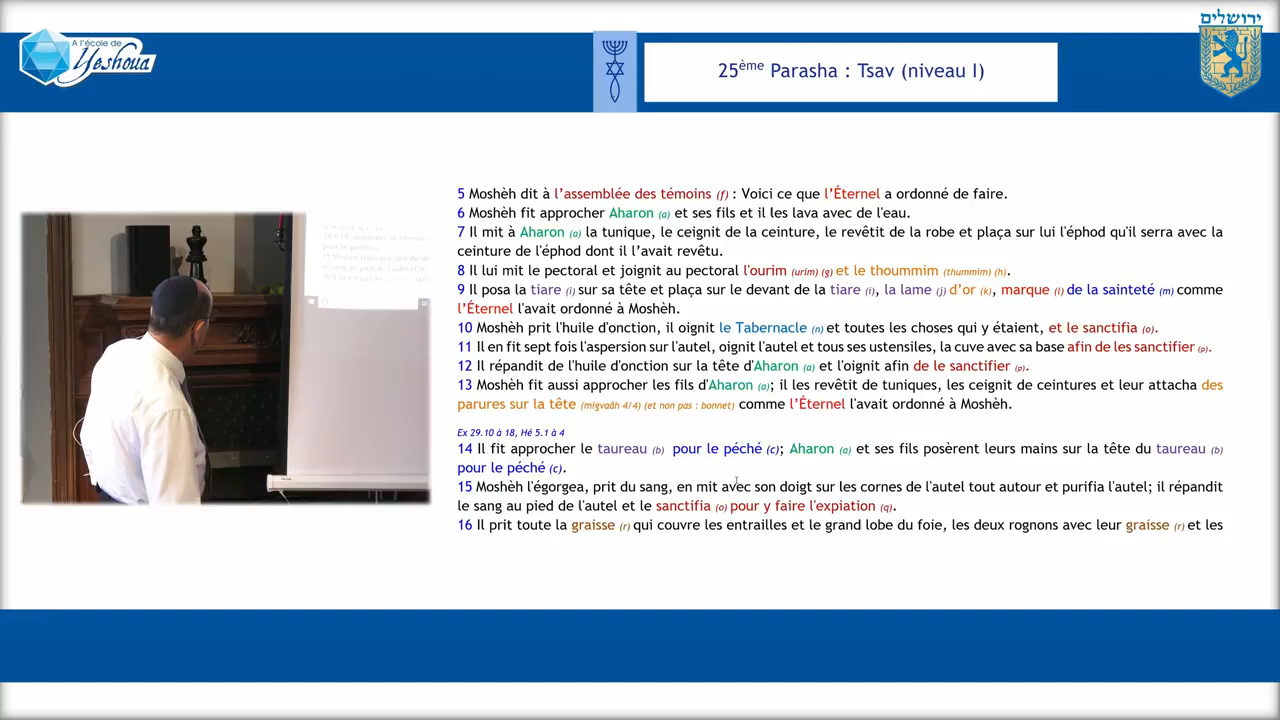 A l'école de
Yeshoua
ירושלים
25ème Parasha : Tsav (niveau I)
5 Moshèh dit à l'assemblée des témoins (f) : Voici ce que l'Éternel a ordonné de faire.
6 Moshèh fit approcher Aharon (a) et ses fils et il les lava avec de l'eau.
7 Il mit à Aharon (a) la tunique, le ceignit de la ceinture, le revêtit de la robe et plaça sur lui l'éphod qu'il serra avec la
ceinture de l'éphod dont il l'avait revêtu.
8 Il lui mit le pectoral et joignit au pectoral l'ourim (urim) (g) et le thoummim (thummim) (h).
9 Il posa la tiare (i) sur sa tête et plaça sur le devant de la tiare (i), la lame (j) d'or (k), marque (l) de la sainteté (m) comme
l'Éternel l'avait ordonné à Moshèh.
10 Moshèh prit l'huile d'onction, il oignit le Tabernacle (n) et toutes les choses qui y étaient, et le sanctifia (o).
11 Il en fit sept fois l'aspersion sur l'autel, oignit l'autel et tous ses ustensiles, la cuve avec sa base afin de les sanctifier (p).
12 Il répandit de l'huile d'onction sur la tête d'Aharon (a) et l'oignit afin de le sanctifier (p).
13 Moshèh fit aussi approcher les fils d'Aharon (a); il les revêtit de tuniques, les ceignit de ceintures et leur attacha des
parures sur la tête (migvaâh 4/4) (et non pas : bonnet) comme l'Éternel l'avait ordonné à Moshèh.
Ex 29.10 à 18, Hé 5.1 à 4
14 Il fit approcher le taureau (b) pour le péché (c); Aharon (a) et ses fils posèrent leurs mains sur la tête du taureau (b)
pour le péché (c).
15 Moshèh l'égorgea, prit du sang, en mit avec son doigt sur les cornes de l'autel tout autour et purifia l'autel; il répandit
le sang au pied de l'autel et le sanctifia (o) pour y faire l'expiation (q).
16 Il prit toute la graisse (r) qui couvre les entrailles et le grand lobe du foie, les deux rognons avec leur graisse (r) et les